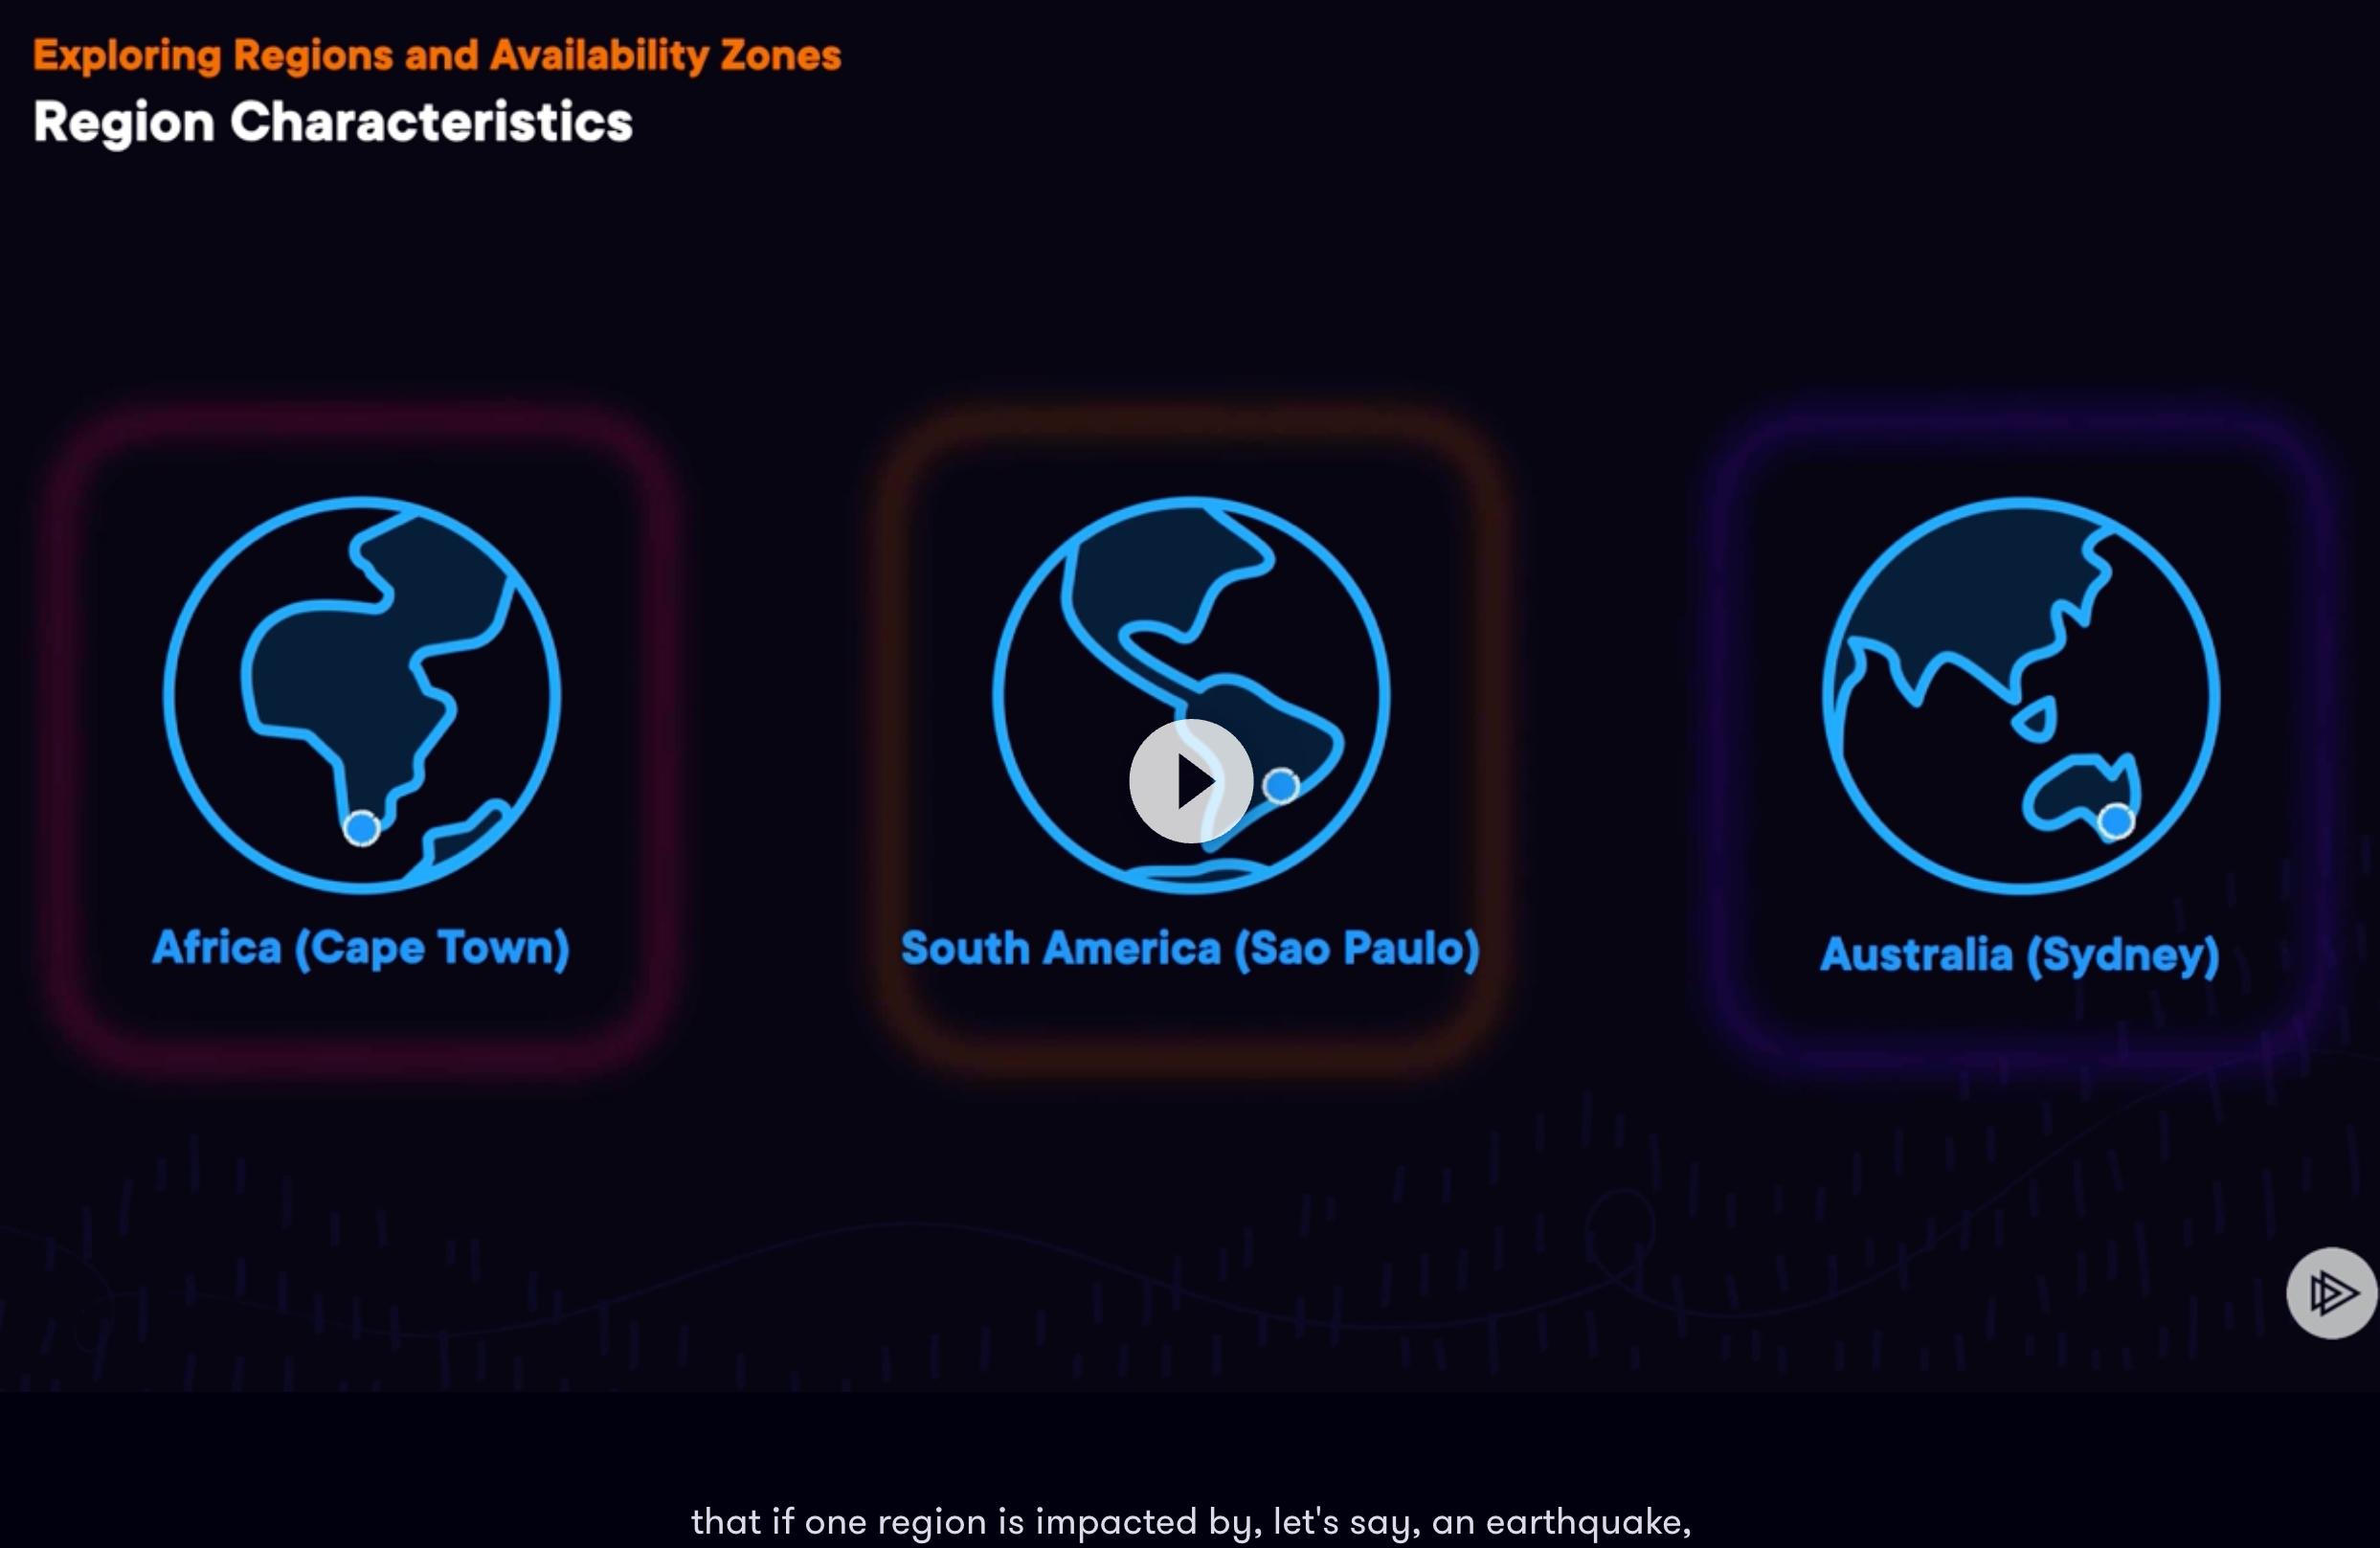 Exploring Regions and Availability Zones
Region Characteristics
Africa (Cape Town)
South America (Sao Paulo)
Australia (Sydney)
that if one region is impacted by, let's say, an earthquake,